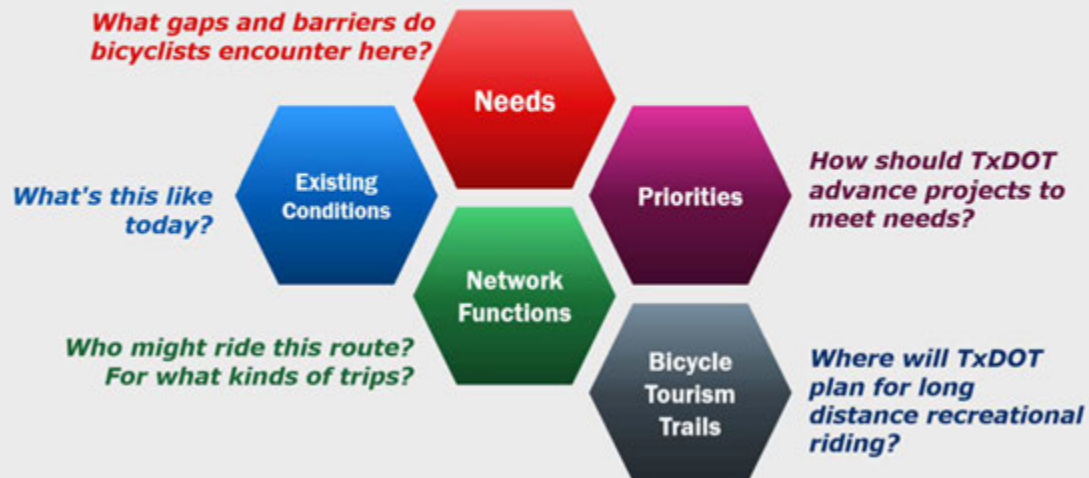 What gaps and barriers do
bicyclists encounter here?
Needs
Existing
Conditions
What's this like
today?
Priorities
How should TxDOT
advance projects to
meet needs?
Network
Functions
Who might ride this route?
For what kinds of trips?
Bicycle
Tourism
Trails
Where will TxDOT
plan for long
distance recreational
riding?